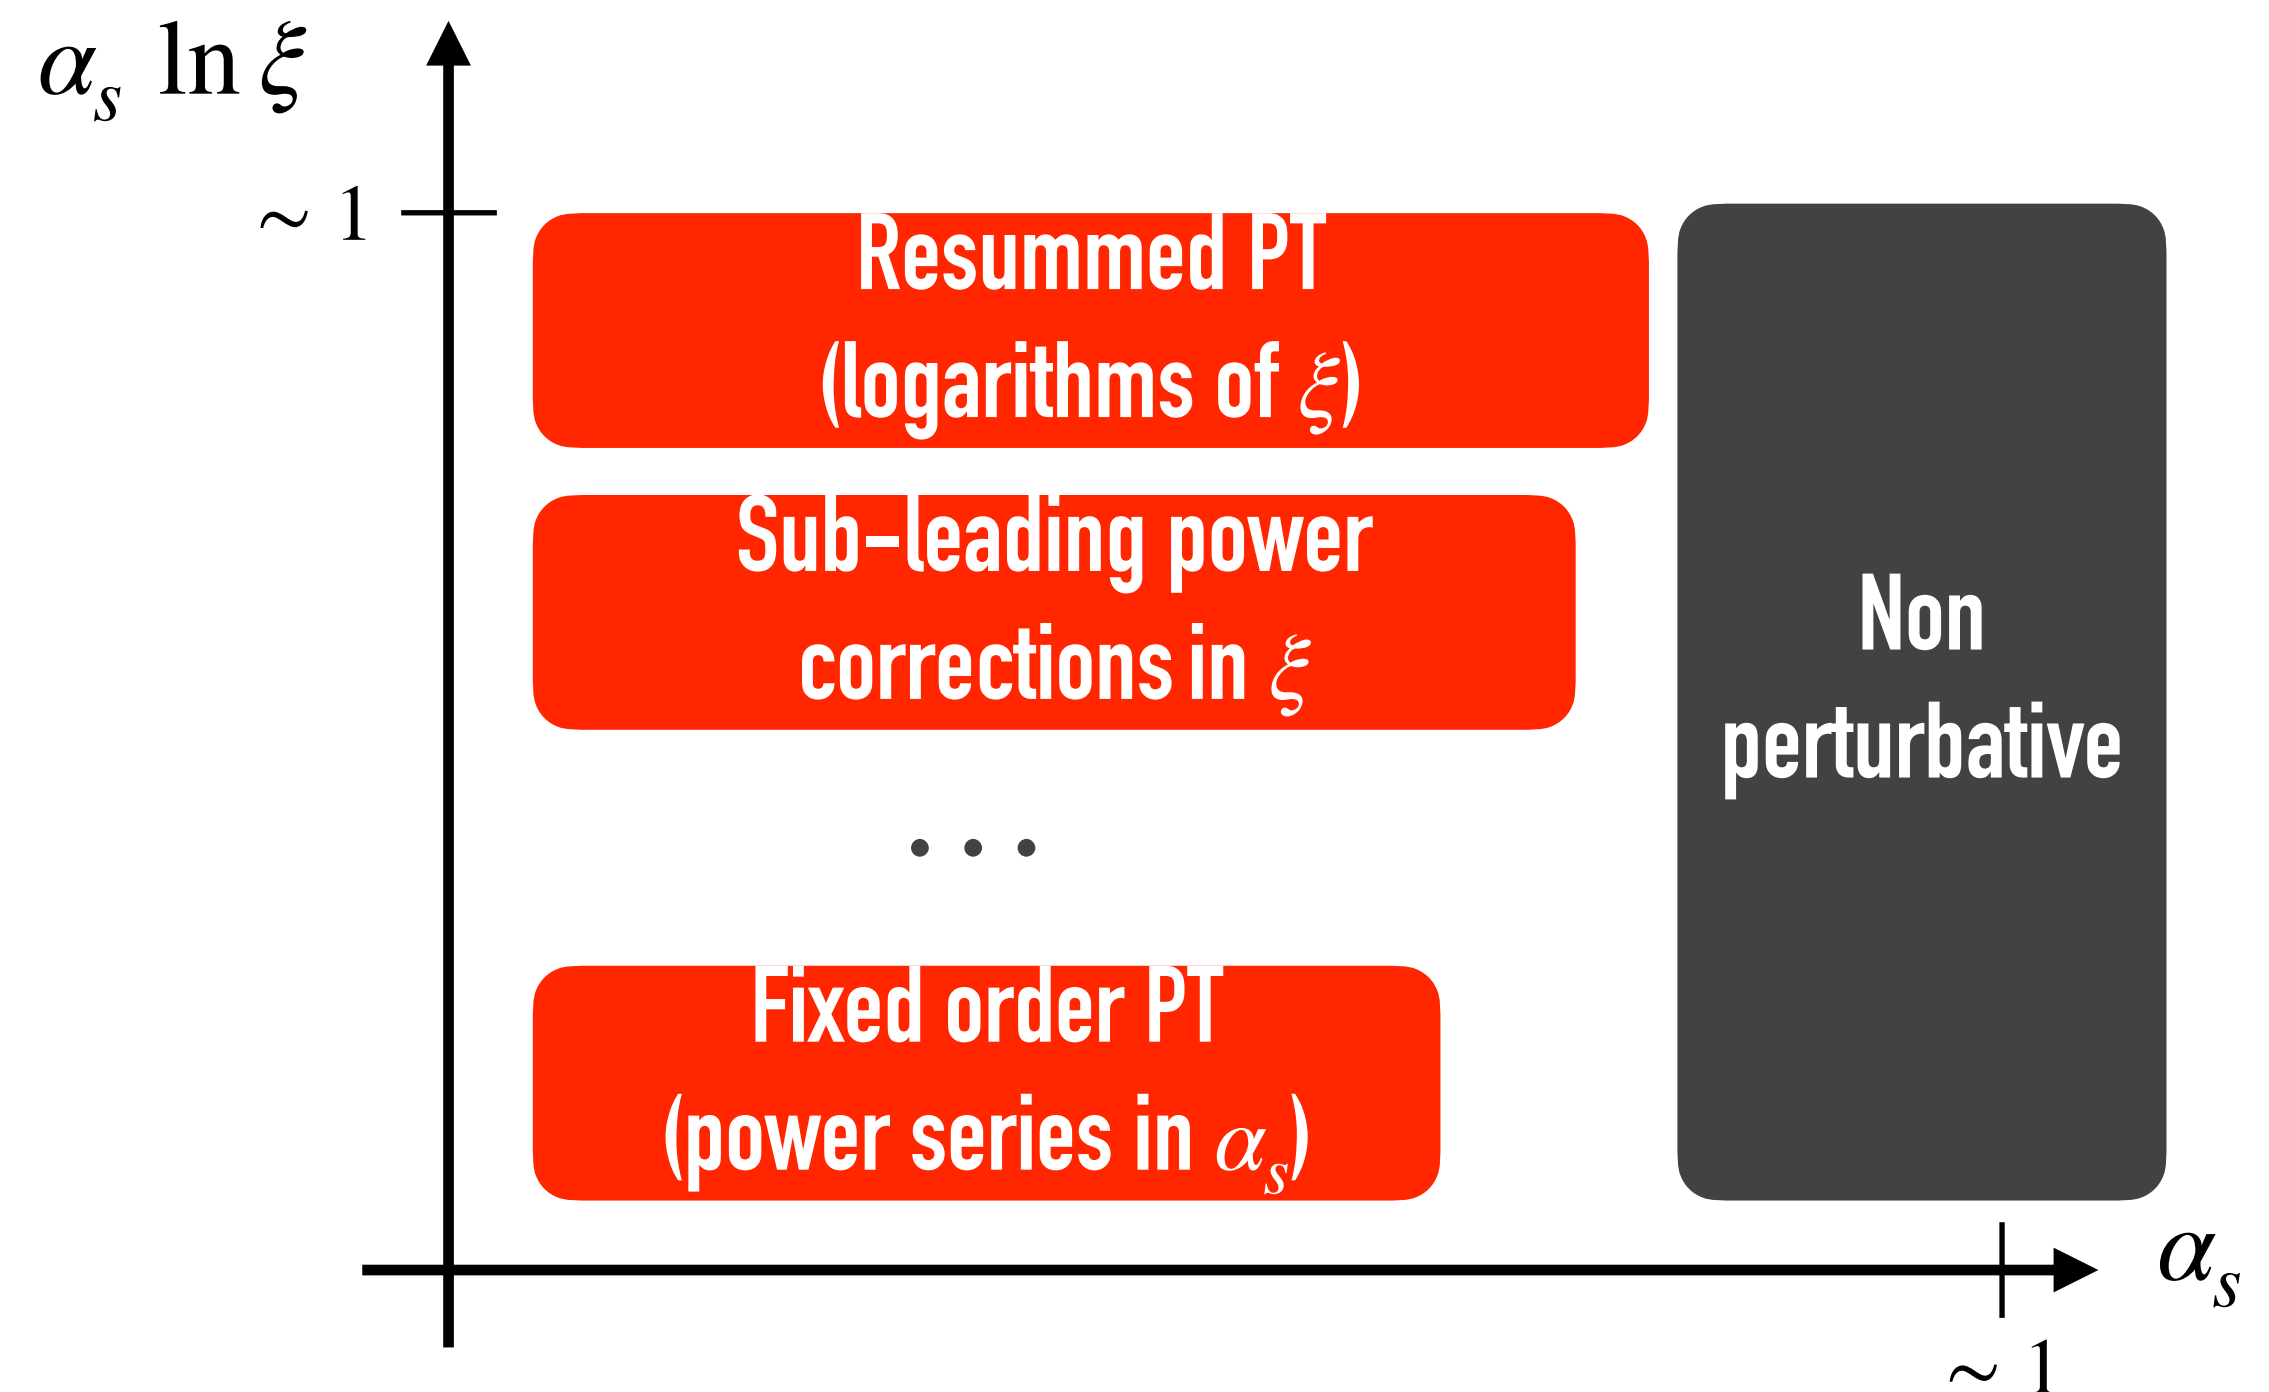 αₛ ln ξ
~ 1
Resummed PT
(logarithms of ξ)
Sub-leading power
corrections in ξ
Non
perturbative
...
Fixed order PT
(power series in αₛ)
αₛ
~ 1